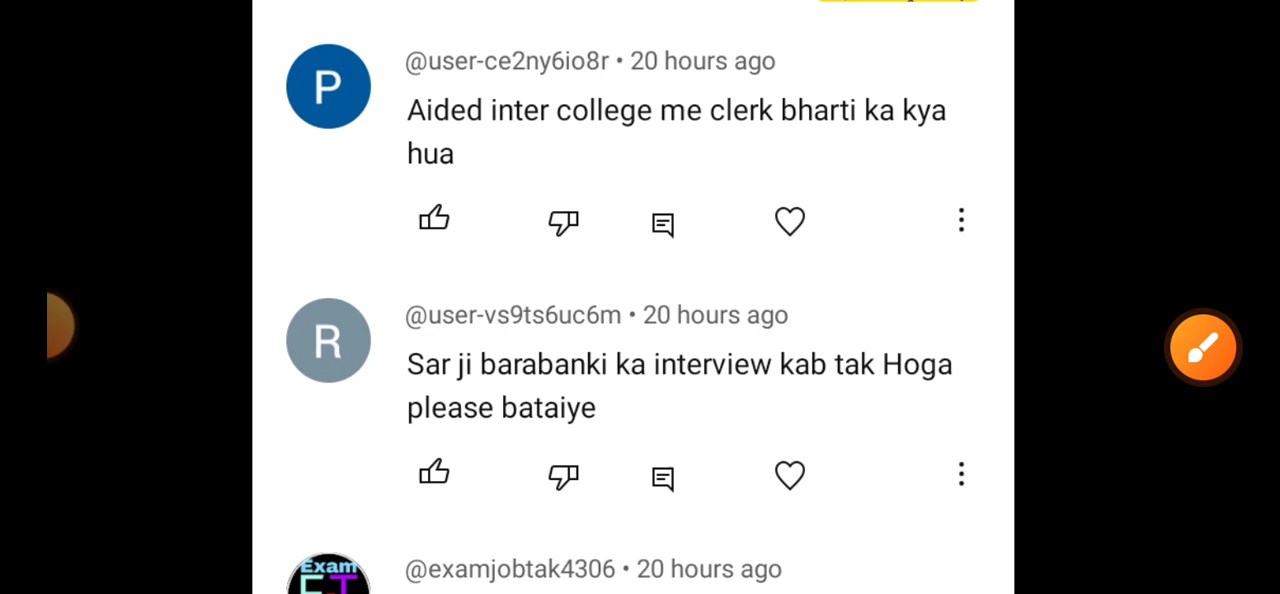 P
@user-ce2ny6io8r • 20 hours ago
Aided inter college me clerk bharti ka kya
hua
R
@user-vs9ts6uc6m • 20 hours ago
Sar ji barabanki ka interview kab tak Hoga
please bataiye
Exam
@examjobtak4306 • 20 hours ago